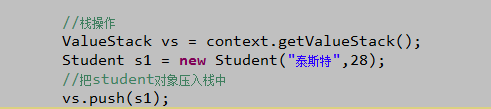 //栈操作
ValueStack vs = context.getValueStack();
Student s1 = new Student("泰斯特",28);
//把student对象压入栈中
vs.push(s1);